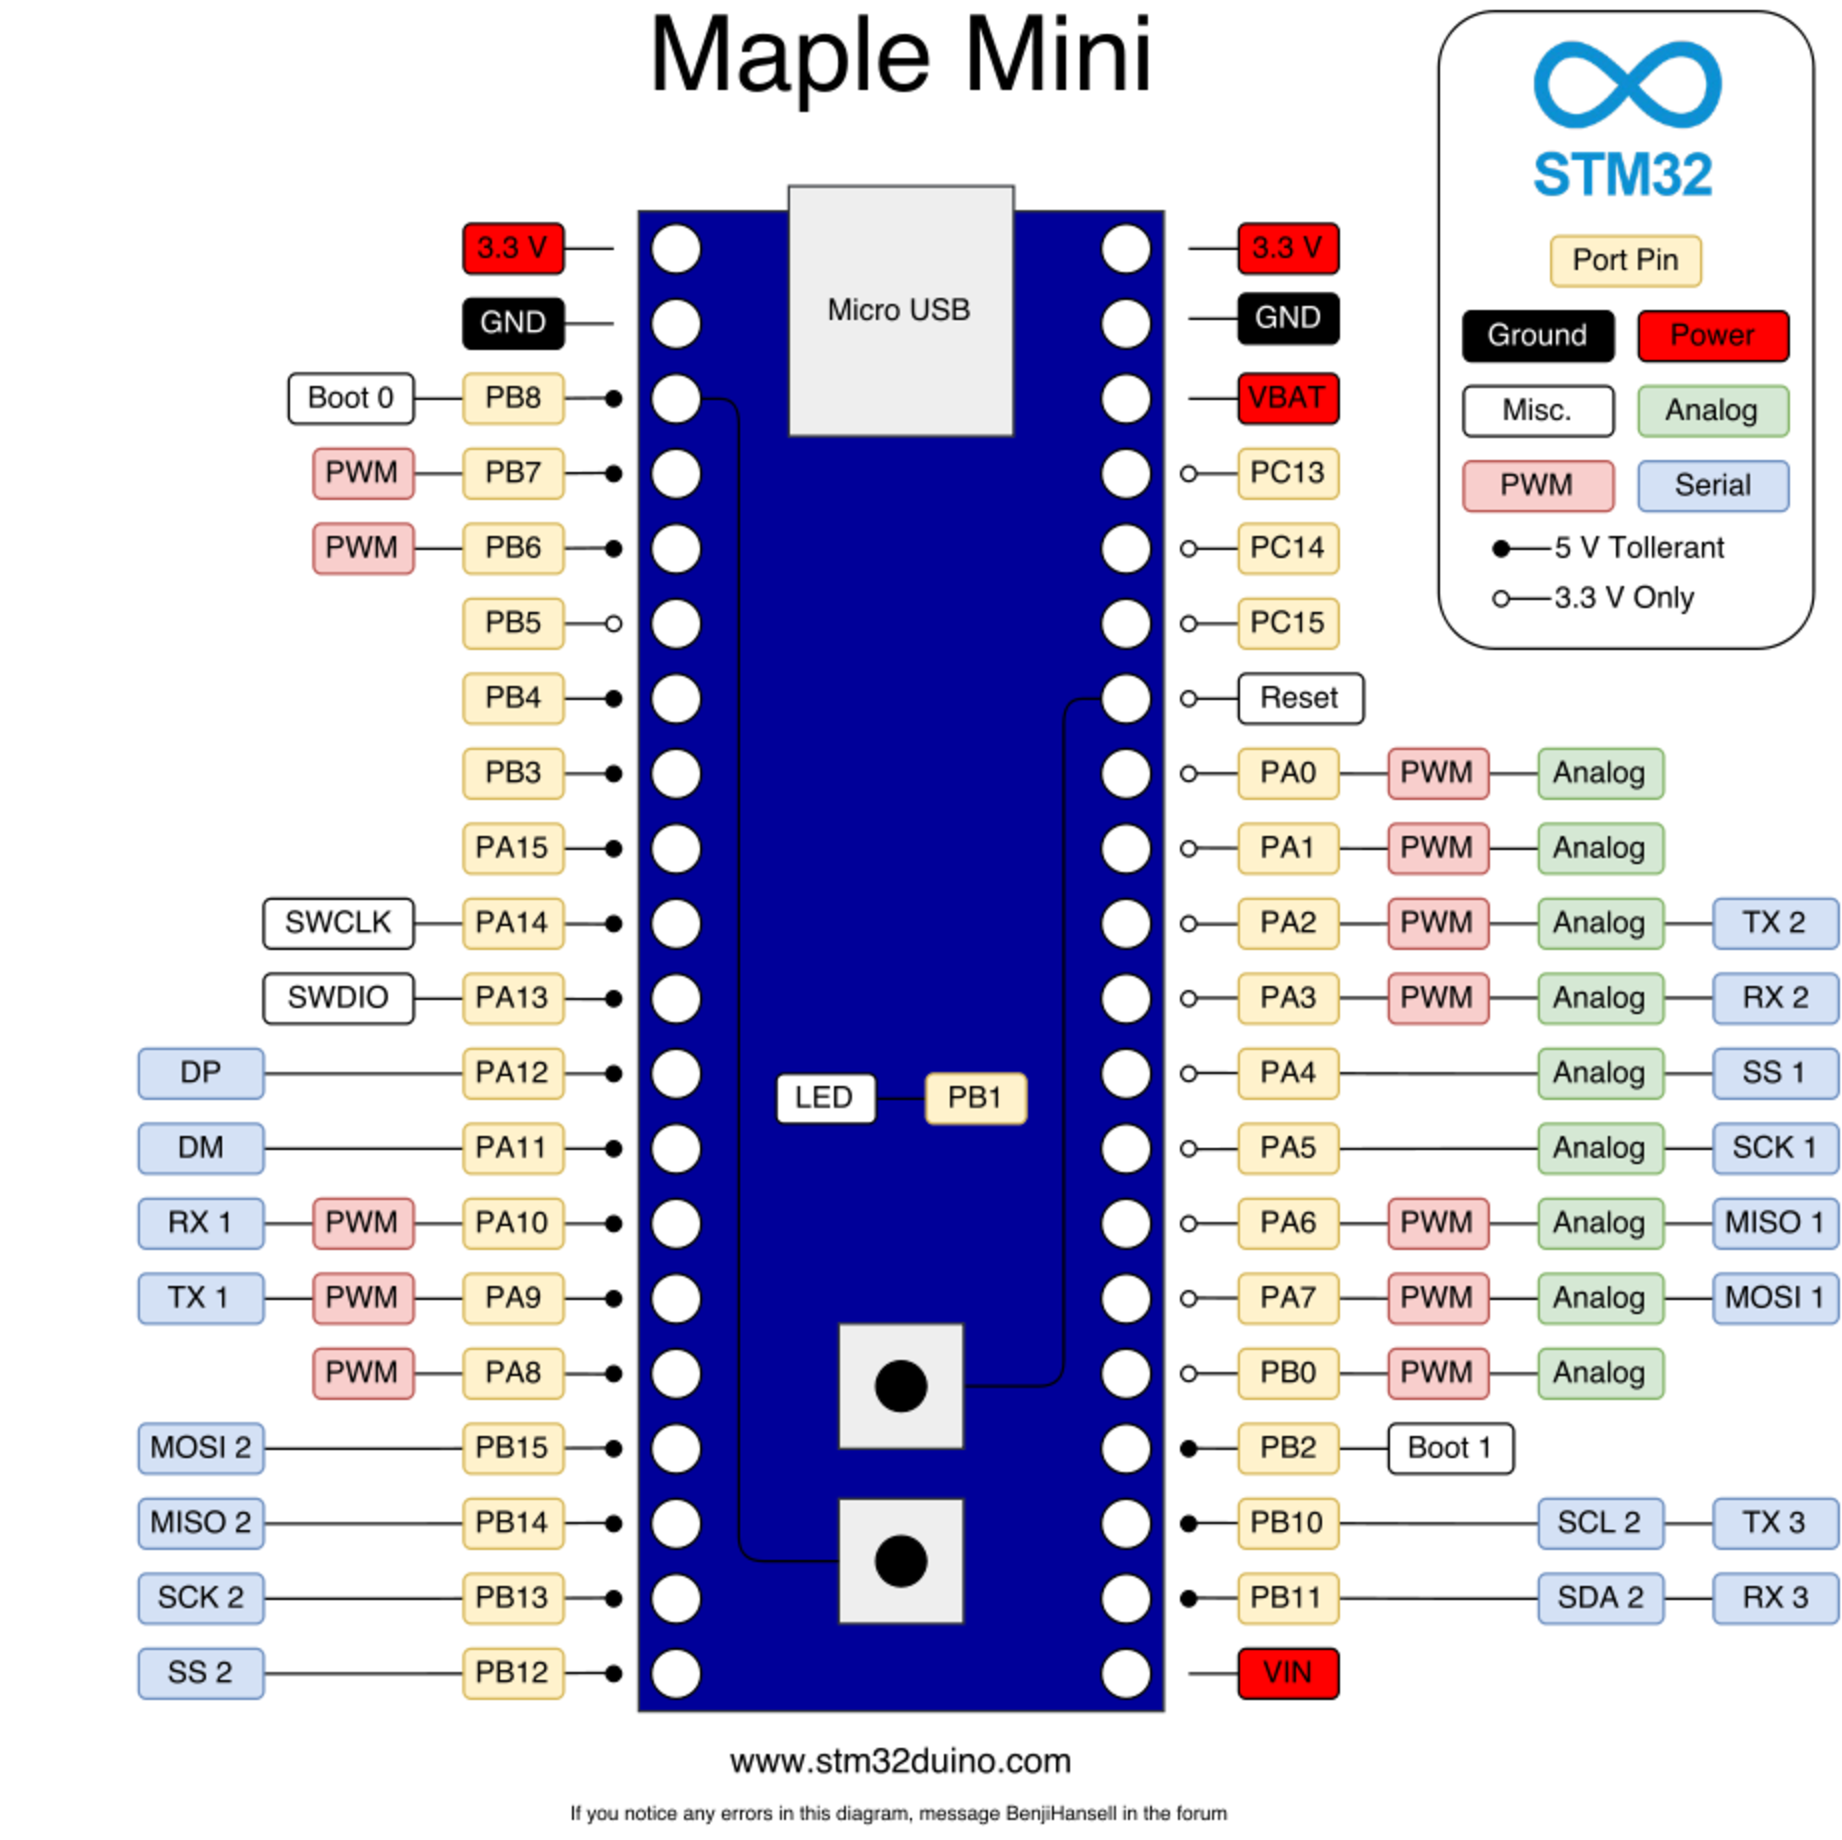 Maple Mini
STM32
Port Pin
Ground Power
Misc. Analog
PWM Serial
5 V Tollerant
3.3 V Only
Micro USB
3.3 V 3.3 V
GND GND
Boot 0 PB8 VBAT
PWM PB7 PC13
PWM PB6 PC14
PB5 PC15
PB4 Reset
PB3 PA0 PWM Analog
PA15 PA1 PWM Analog
SWCLK PA14 PA2 PWM Analog TX 2
SWDIO PA13 PA3 PWM Analog RX 2
DP PA12 PA4 Analog SS 1
LED PB1
DM PA11 PA5 Analog SCK 1
RX 1 PWM PA10 PA6 PWM Analog MISO 1
TX 1 PWM PA9 PA7 PWM Analog MOSI 1
PWM PA8 PB0 PWM Analog
MOSI 2 PB15 PB2 Boot 1
MISO 2 PB14 PB10 SCL 2 TX 3
SCK 2 PB13 PB11 SDA 2 RX 3
SS 2 PB12 VIN
www.stm32duino.com
If you notice any errors in this diagram, message BenjiHansell in the forum